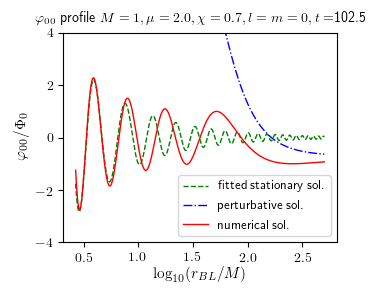 φ₀₀ profile M = 1, μ = 2.0, χ = 0.7, l = m = 0, t =102.5
φ₀₀/Φ₀
4
2
0
−2
−4
fitted stationary sol.
perturbative sol.
numerical sol.
0.5 1.0 1.5 2.0 2.5
log₁₀(r_BL/M)